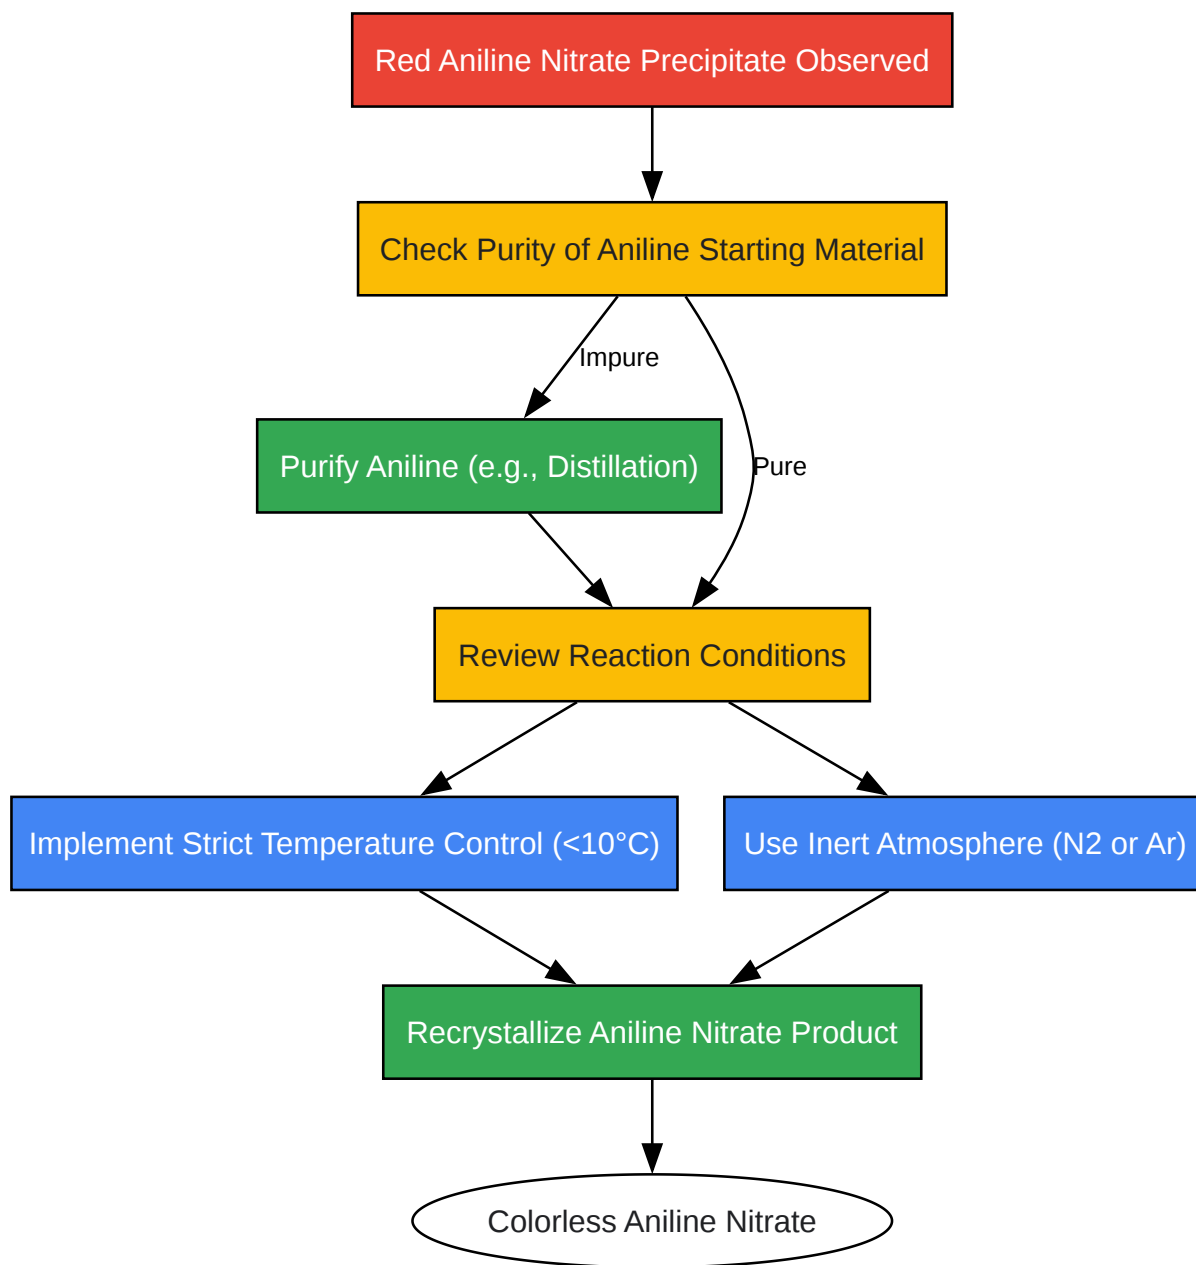 Red Aniline Nitrate Precipitate Observed
Check Purity of Aniline Starting Material
Impure
Purify Aniline (e.g., Distillation)
Pure
Review Reaction Conditions
Implement Strict Temperature Control (<10°C)
Use Inert Atmosphere (N2 or Ar)
Recrystallize Aniline Nitrate Product
Colorless Aniline Nitrate